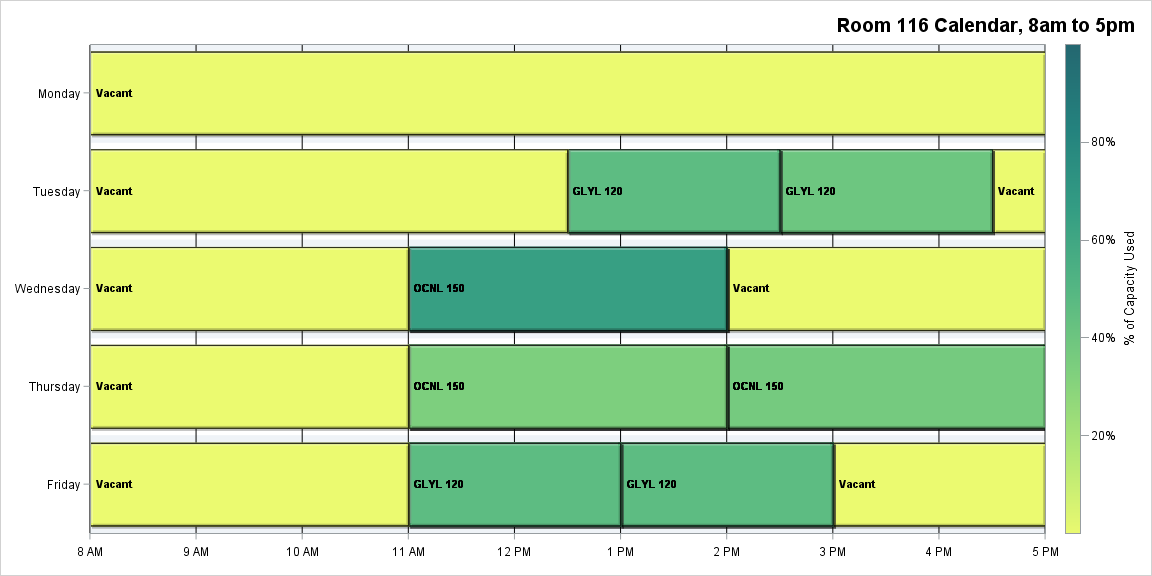 Room 116 Calendar, 8am to 5pm
Monday
Vacant
Tuesday
Vacant
GLYL 120
GLYL 120
Vacant
Wednesday
Vacant
OCNL 150
Vacant
Thursday
Vacant
OCNL 150
OCNL 150
Friday
Vacant
GLYL 120
GLYL 120
Vacant
8 AM
9 AM
10 AM
11 AM
12 PM
1 PM
2 PM
3 PM
4 PM
5 PM
80%
60%
40%
20%
% of Capacity Used